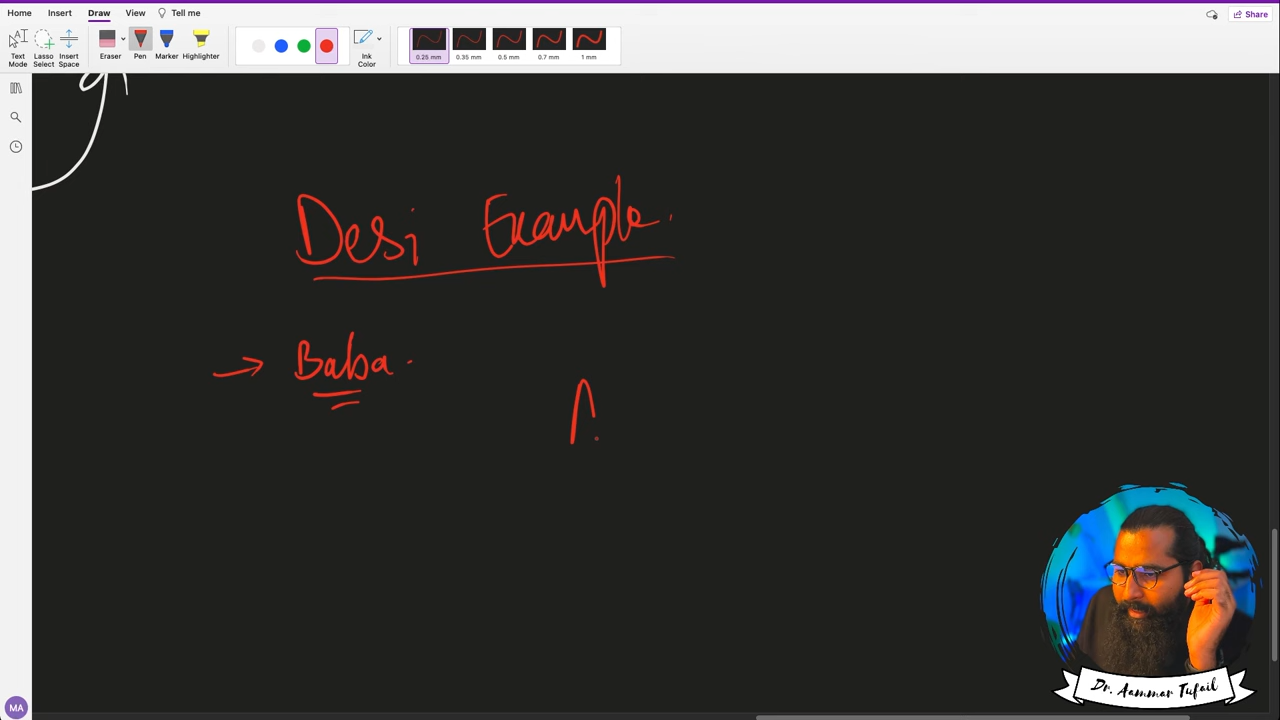 Home Insert Draw View Tell me
Share
Text Mode
Lasso Select
Insert Space
Eraser
Pen
Marker
Highlighter
Ink Color
0.25 mm 0.35 mm 0.5 mm 0.7 mm 1 mm
Desi Example.
→ Baba.
MA
Dr. Aammar Tufail